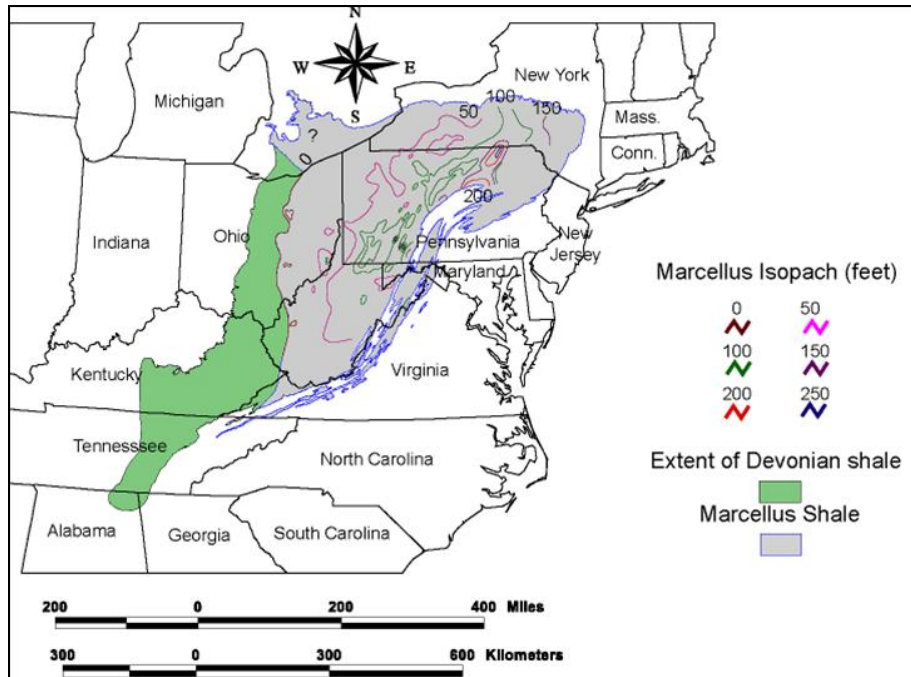 N
W E
S
Michigan
New York
50
100
150
?
0
Mass.
Conn.
200
Indiana
Ohio
Pennsylvania
New
Jersey
Maryland
Kentucky
Virginia
Tennesssee
North Carolina
Alabama
Georgia
South Carolina
Marcellus Isopach (feet)
0 50
100 150
200 250
Extent of Devonian shale
Marcellus Shale
200 0 200 400 Miles
300 0 300 600 Kilometers